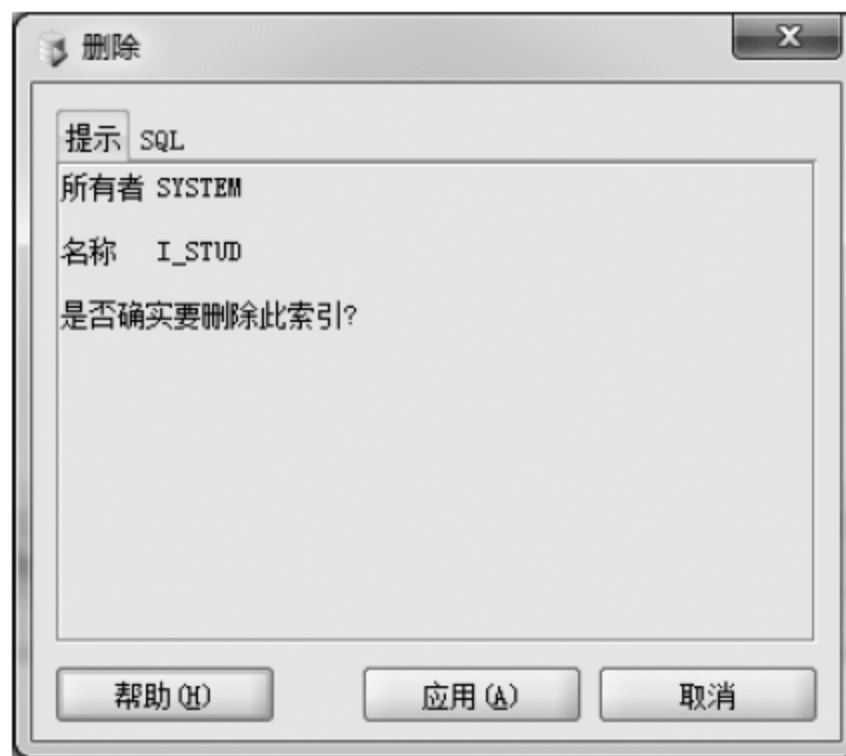 删除
提示 SQL
所有者 SYSTEM
名称 I_STUD
是否确实要删除此索引?
帮助(H) 应用(A) 取消